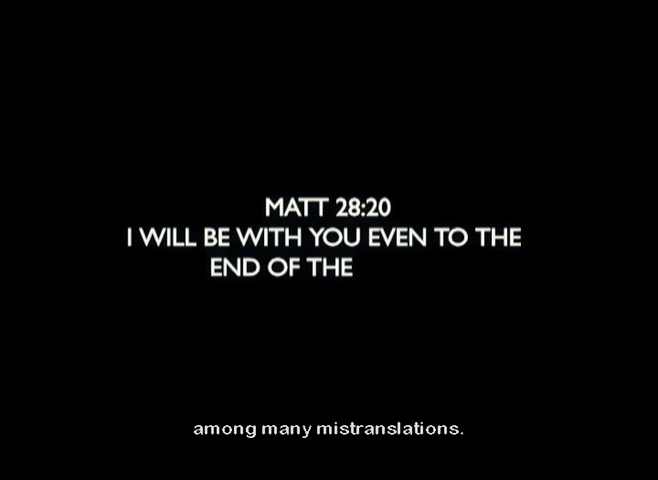 MATT 28:20
I WILL BE WITH YOU EVEN TO THE
END OF THE
among many mistranslations.